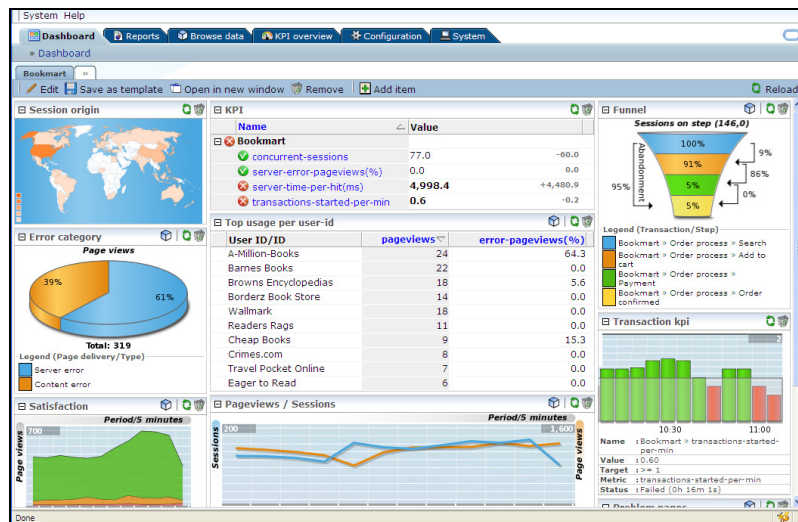 System Help
Dashboard Reports Browse data KPI overview Configuration System
» Dashboard
Bookmart »
Edit Save as template Open in new window Remove Add item Reload
Session origin
KPI
Name Value
Bookmart
concurrent-sessions 77.0 -60.0
server-error-pageviews(%) 0.0 0.0
server-time-per-hit(ms) 4,998.4 +4,480.9
transactions-started-per-min 0.6 -0.2
Funnel
Sessions on step (146,0)
100%
91%
5%
5%
Abandonment
95%
9%
86%
0%
Legend (Transaction/Step)
Bookmart » Order process » Search
Bookmart » Order process » Add to
cart
Bookmart » Order process »
Payment
Bookmart » Order process » Order
confirmed
Error category
Page views
39%
61%
Total: 319
Legend (Page delivery/Type)
Server error
Content error
Top usage per user-id
User ID/ID pageviews error-pageviews(%)
A-Million-Books 24 64.3
Barnes Books 22 0.0
Browns Encyclopedias 18 5.6
Borderz Book Store 14 0.0
Wallmark 18 0.0
Readers Rags 11 0.0
Cheap Books 9 15.3
Crimes.com 8 0.0
Travel Pocket Online 7 0.0
Eager to Read 6 0.0
Transaction kpi
2
10:30 11:00
Name :Bookmart » transactions-started-
per-min
Value :0.60
Target :>= 1
Metric :transactions-started-per-min
Status :Failed (0h 16m 1s)
Satisfaction
Period/5 minutes
700
Page views
Pageviews / Sessions
Period/5 minutes
200 1,600
Sessions
Page views
Problem pages
Done